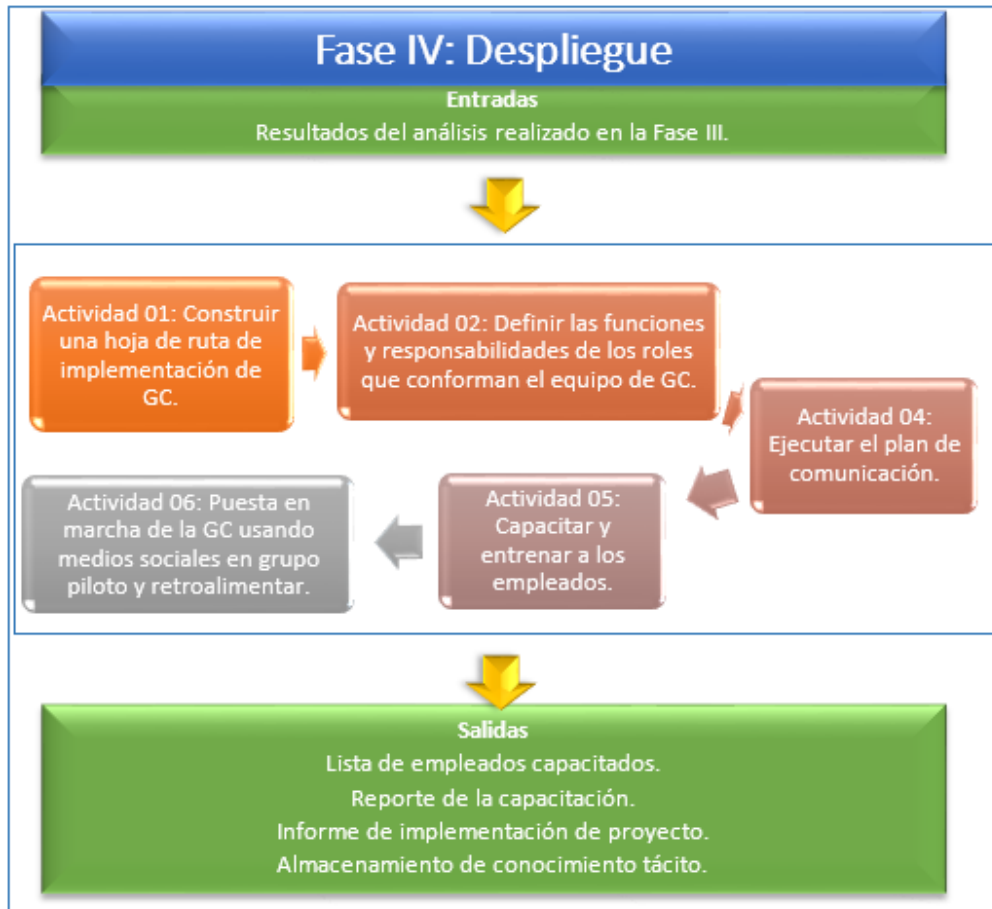 Fase IV: Despliegue
Entradas
Resultados del análisis realizado en la Fase III.
Actividad 01: Construir
una hoja de ruta de
implementación de
GC.
Actividad 02: Definir las funciones
y responsabilidades de los roles
que conforman el equipo de GC.
Actividad 04:
Ejecutar el plan de
comunicación.
Actividad 05:
Capacitar y
entrenar a los
empleados.
Actividad 06: Puesta en
marcha de la GC usando
medios sociales en grupo
piloto y retroalimentar.
Salidas
Lista de empleados capacitados.
Reporte de la capacitación.
Informe de implementación de proyecto.
Almacenamiento de conocimiento tácito.